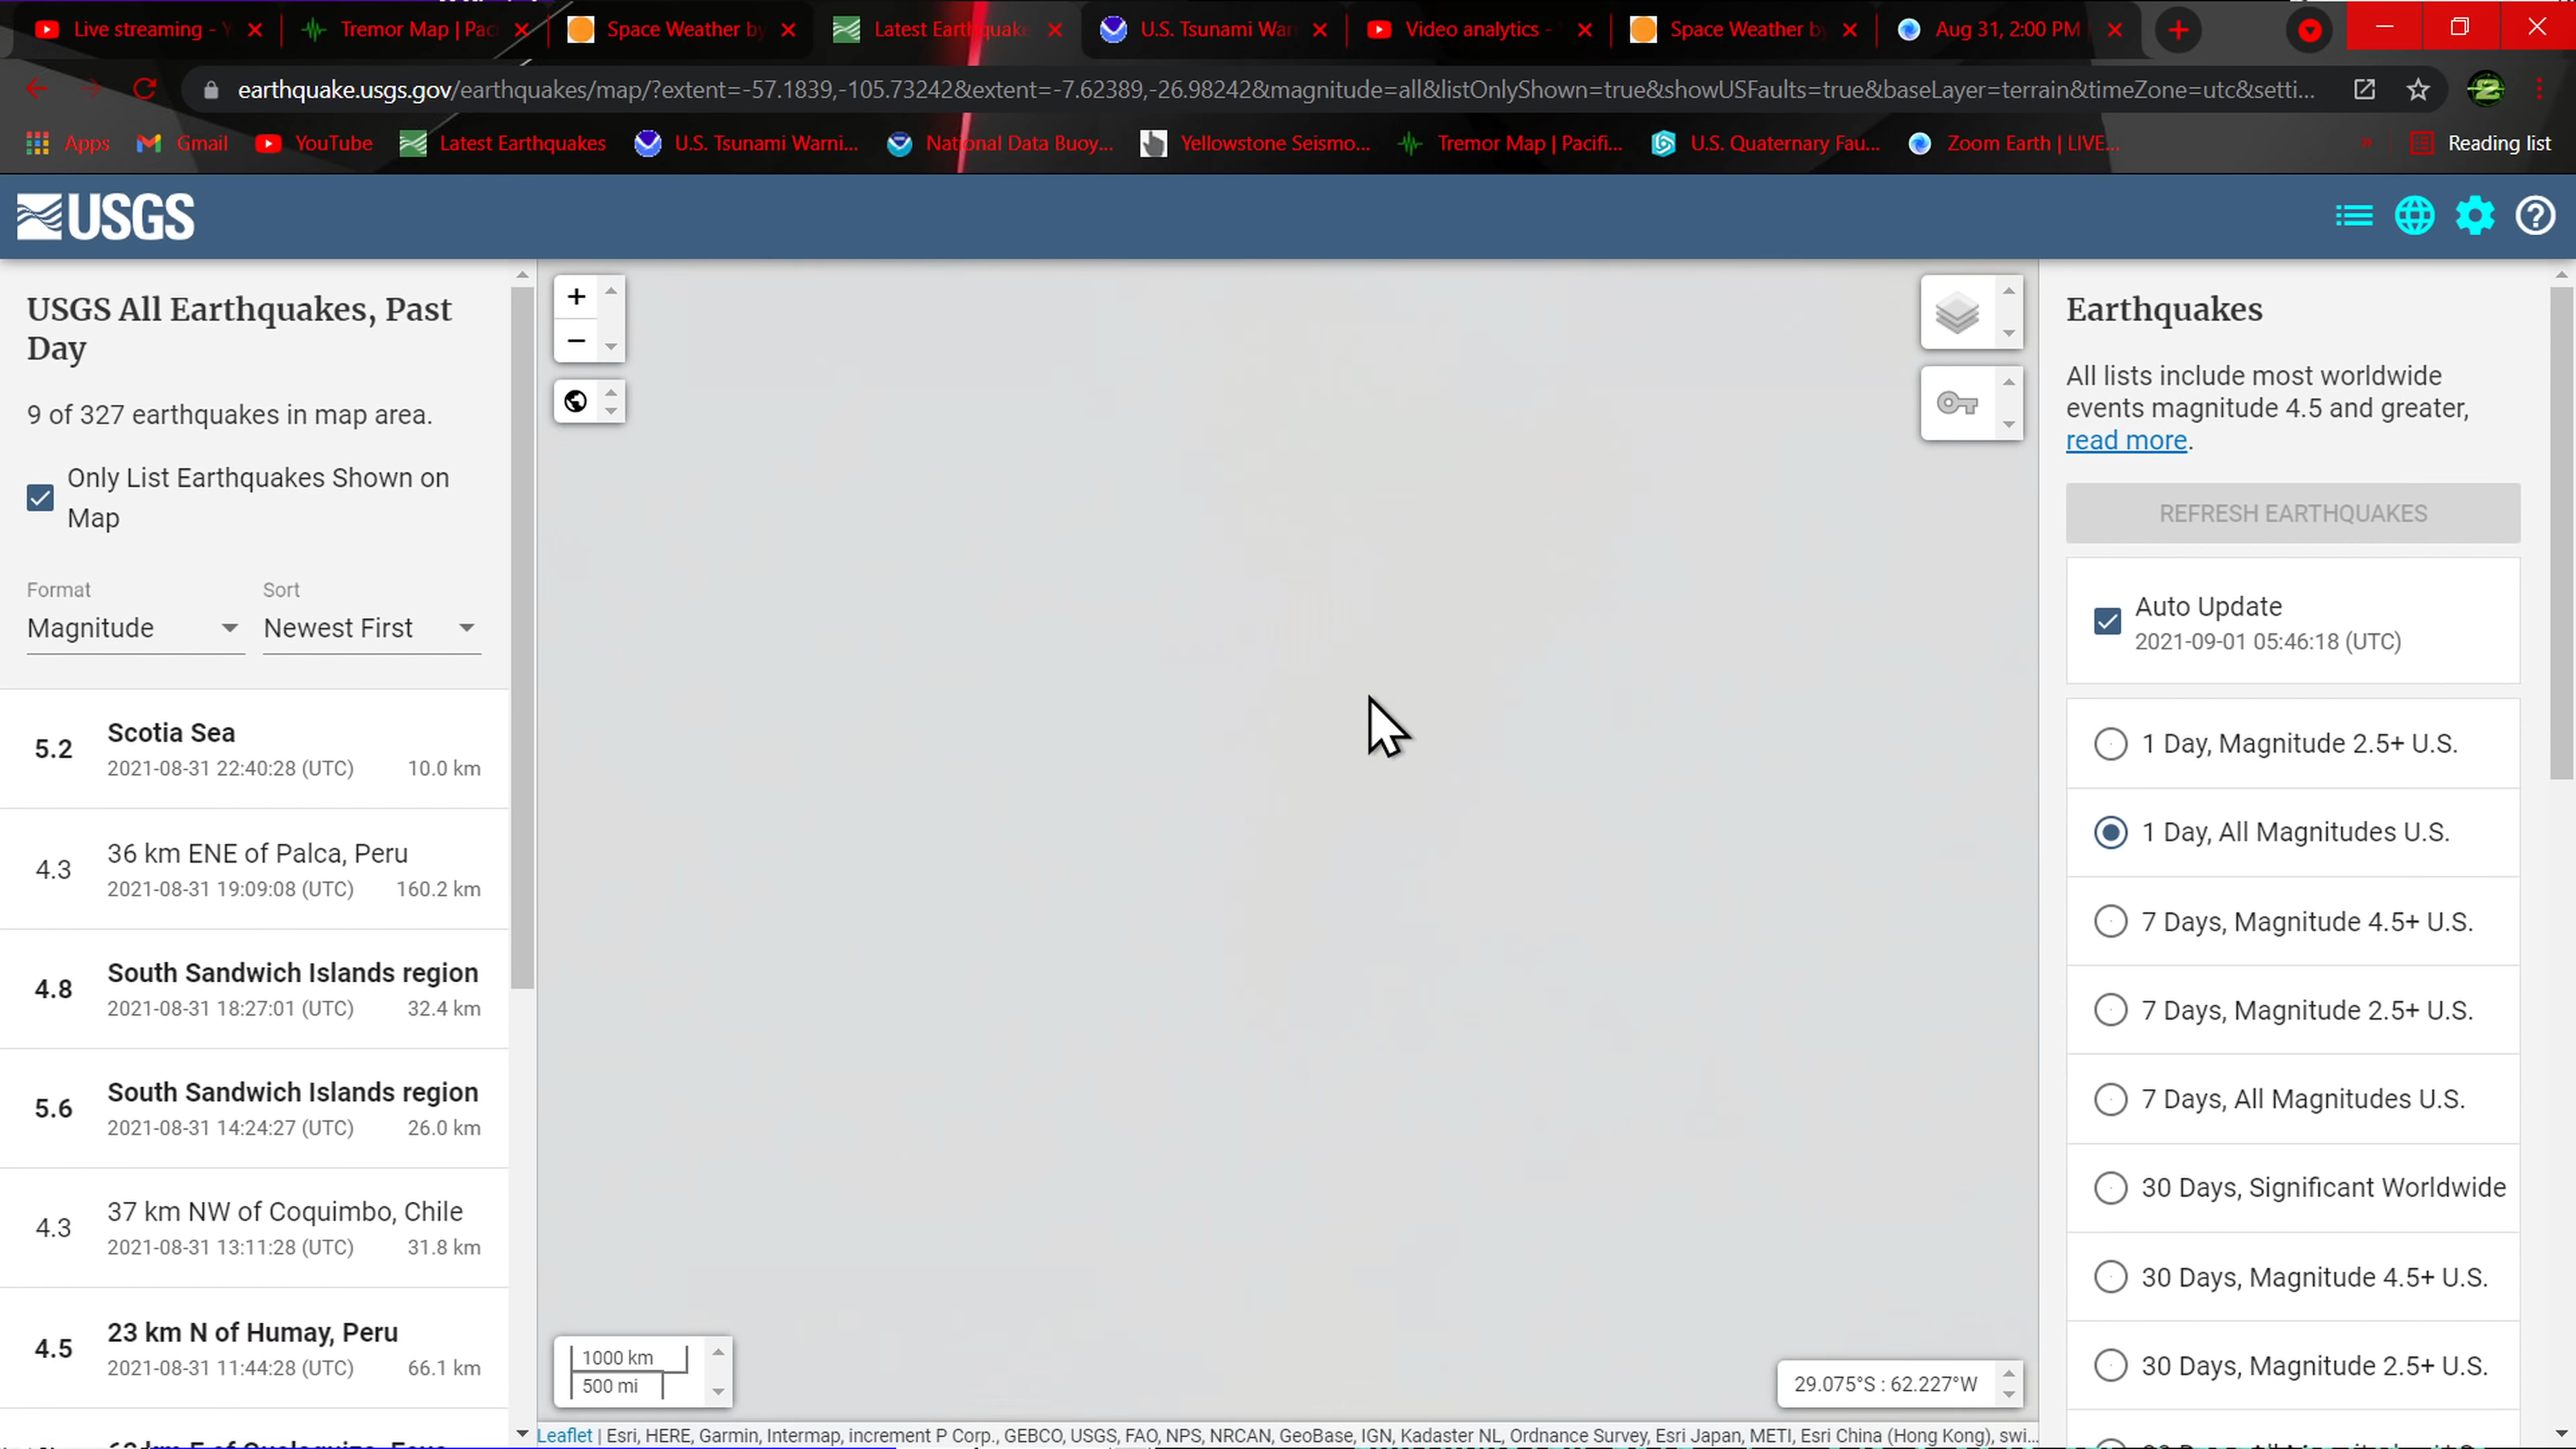 Live streaming - Y
Tremor Map | Pac
Space Weather by
Latest Earthquake
U.S. Tsunami War
Video analytics -
Space Weather by
Aug 31, 2:00 PM
earthquake.usgs.gov/earthquakes/map/?extent=-57.1839,-105.73242&extent=-7.62389,-26.98242&magnitude=all&listOnlyShown=true&showUSFaults=true&baseLayer=terrain&timeZone=utc&setti...
Apps
Gmail
YouTube
Latest Earthquakes
U.S. Tsunami Warni...
National Data Buoy...
Yellowstone Seismo...
Tremor Map | Pacifi...
U.S. Quaternary Fau...
Zoom Earth | LIVE...
Reading list
USGS
USGS All Earthquakes, Past
Day
9 of 327 earthquakes in map area.
Only List Earthquakes Shown on
Map
Format
Magnitude
Sort
Newest First
5.2
Scotia Sea
2021-08-31 22:40:28 (UTC) 10.0 km
4.3
36 km ENE of Palca, Peru
2021-08-31 19:09:08 (UTC) 160.2 km
4.8
South Sandwich Islands region
2021-08-31 18:27:01 (UTC) 32.4 km
5.6
South Sandwich Islands region
2021-08-31 14:24:27 (UTC) 26.0 km
4.3
37 km NW of Coquimbo, Chile
2021-08-31 13:11:28 (UTC) 31.8 km
4.5
23 km N of Humay, Peru
2021-08-31 11:44:28 (UTC) 66.1 km
+
−
1000 km
500 mi
29.075°S : 62.227°W
Leaflet | Esri, HERE, Garmin, Intermap, increment P Corp., GEBCO, USGS, FAO, NPS, NRCAN, GeoBase, IGN, Kadaster NL, Ordnance Survey, Esri Japan, METI, Esri China (Hong Kong), swi...
Earthquakes
All lists include most worldwide
events magnitude 4.5 and greater,
read more.
REFRESH EARTHQUAKES
Auto Update
2021-09-01 05:46:18 (UTC)
1 Day, Magnitude 2.5+ U.S.
1 Day, All Magnitudes U.S.
7 Days, Magnitude 4.5+ U.S.
7 Days, Magnitude 2.5+ U.S.
7 Days, All Magnitudes U.S.
30 Days, Significant Worldwide
30 Days, Magnitude 4.5+ U.S.
30 Days, Magnitude 2.5+ U.S.